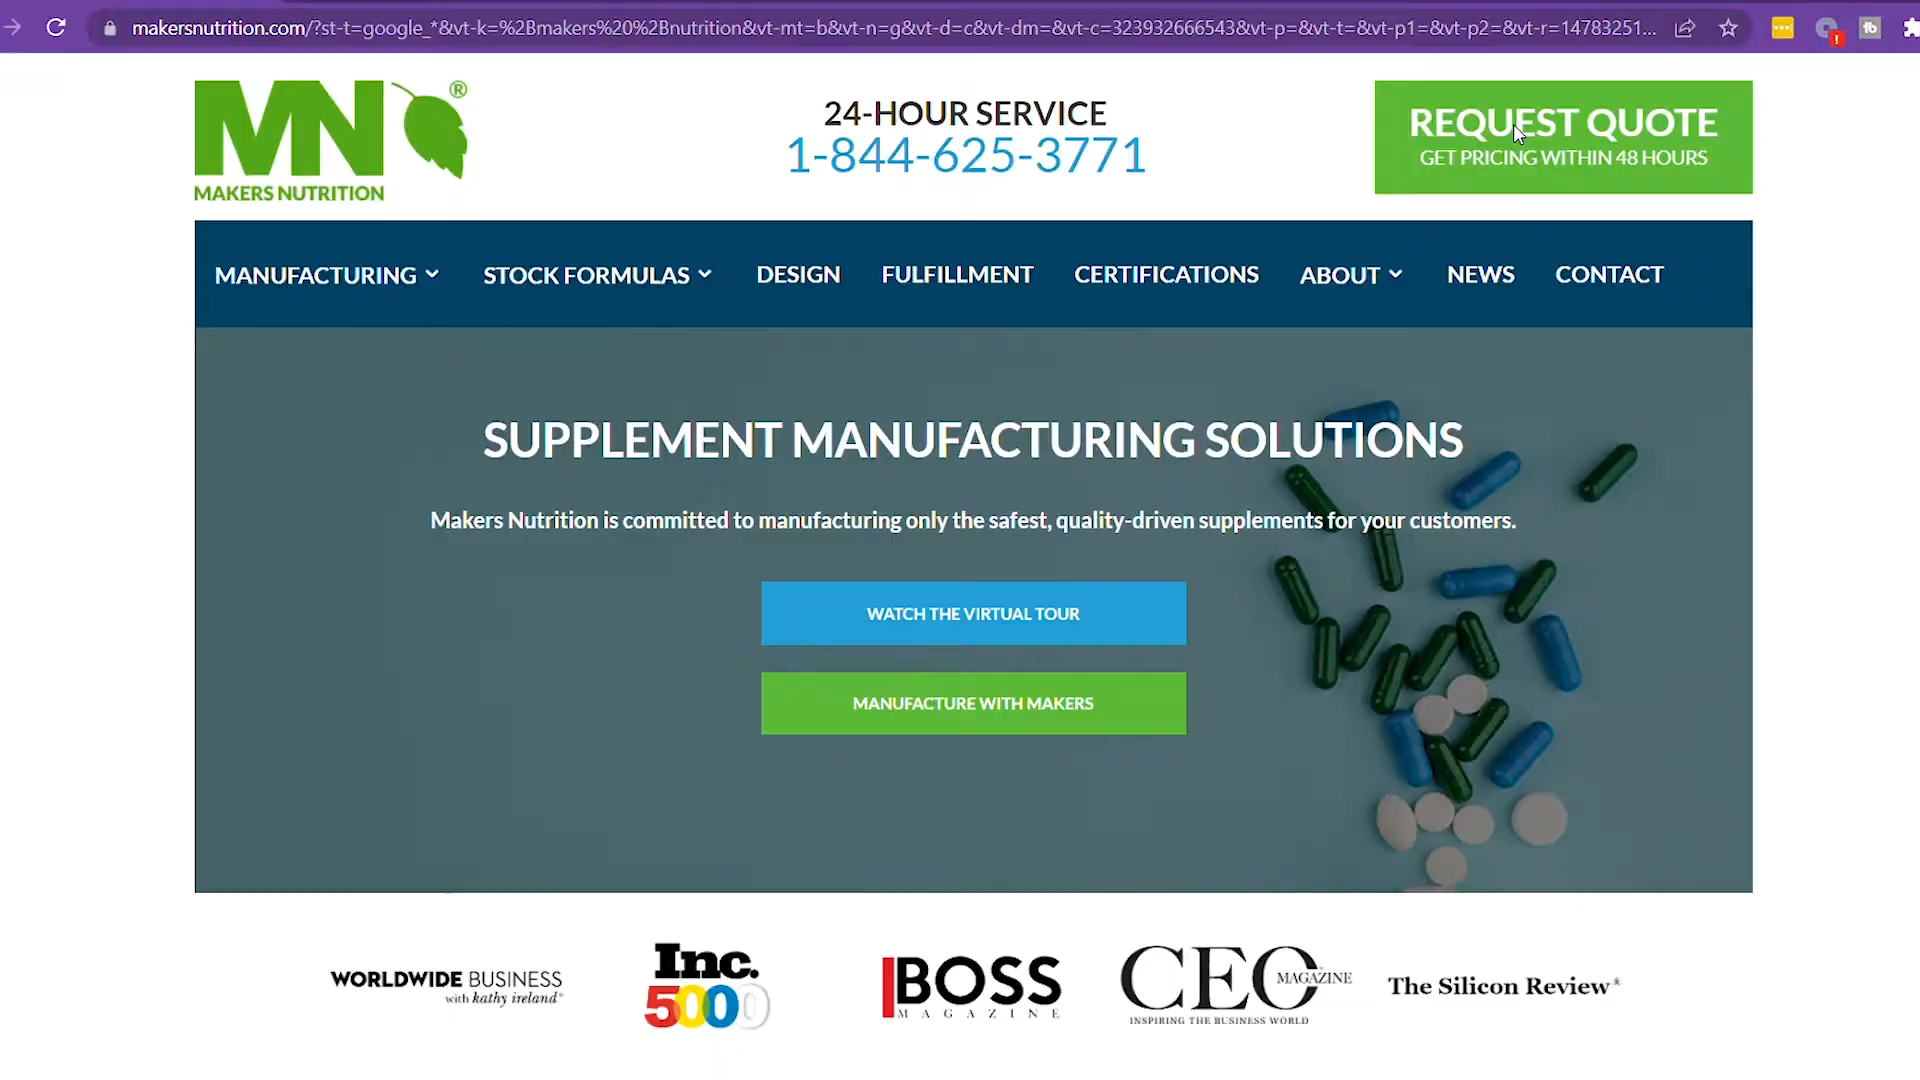 makersnutrition.com/?st-t=google_*&vt-k=%2Bmakers%20%2Bnutrition&vt-mt=b&vt-n=g&vt-d=c&vt-dm=&vt-c=323932666543&vt-p=&vt-t=&vt-p1=&vt-p2=&vt-r=14783251...
MN®
MAKERS NUTRITION
24-HOUR SERVICE
1-844-625-3771
REQUEST QUOTE
GET PRICING WITHIN 48 HOURS
MANUFACTURING STOCK FORMULAS DESIGN FULFILLMENT CERTIFICATIONS ABOUT NEWS CONTACT
SUPPLEMENT MANUFACTURING SOLUTIONS
Makers Nutrition is committed to manufacturing only the safest, quality-driven supplements for your customers.
WATCH THE VIRTUAL TOUR
MANUFACTURE WITH MAKERS
WORLDWIDE BUSINESS
with kathy ireland®
Inc.
5000
BOSS
MAGAZINE
CEO MAGAZINE
INSPIRING THE BUSINESS WORLD
The Silicon Review®